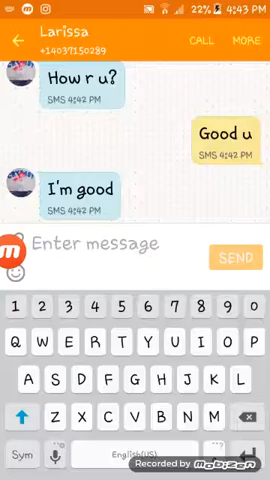 22% 4:43 PM
Larissa
+14037150289
CALL MORE
How r u?
SMS 4:42 PM
Good u
SMS 4:42 PM
I'm good
SMS 4:42 PM
Enter message
SEND
1 2 3 4 5 6 7 8 9 0
Q W E R T Y U I O P
A S D F G H J K L
Z X C V B N M
Sym English(US)
Recorded by Mobizen